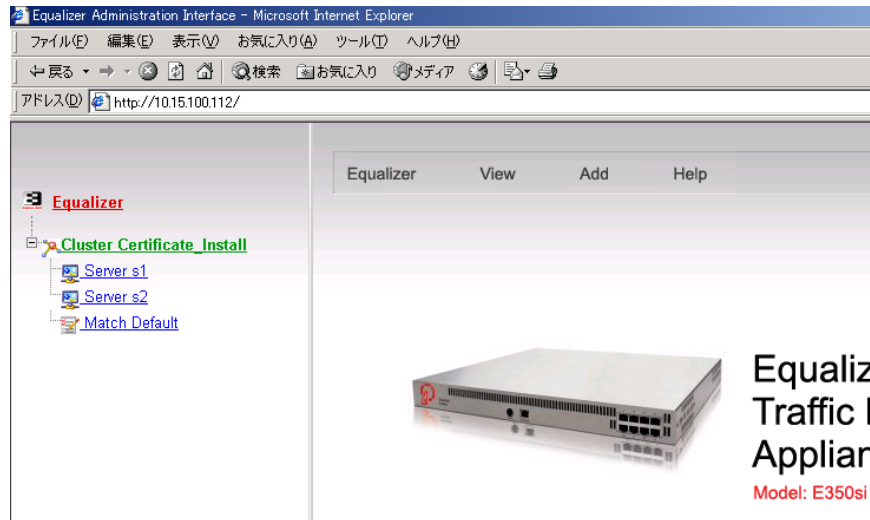 Equalizer Administration Interface - Microsoft Internet Explorer
ファイル(F) 編集(E) 表示(V) お気に入り(A) ツール(T) ヘルプ(H)
戻る 検索 お気に入り メディア
アドレス(D) http://10.15.100.112/
Equalizer View Add Help
Equalizer
Cluster Certificate_Install
Server s1
Server s2
Match Default
Equaliz
Traffic
Applian
Model: E350si